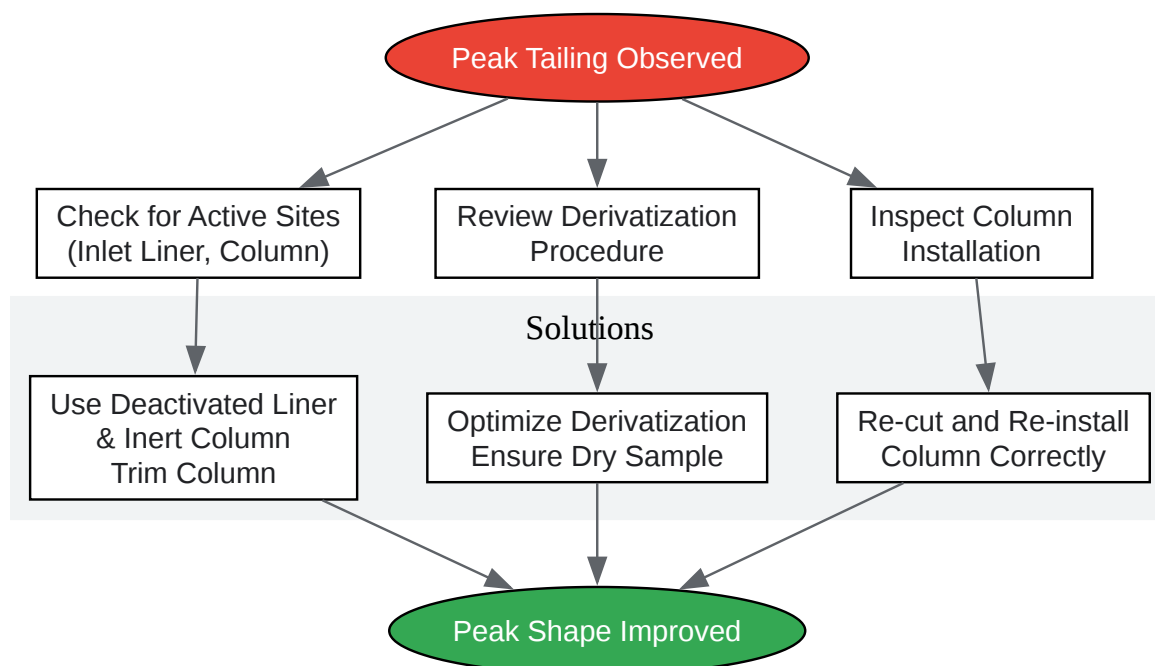 Peak Tailing Observed
Check for Active Sites
(Inlet Liner, Column)
Review Derivatization
Procedure
Inspect Column
Installation
Solutions
Use Deactivated Liner
& Inert Column
Trim Column
Optimize Derivatization
Ensure Dry Sample
Re-cut and Re-install
Column Correctly
Peak Shape Improved